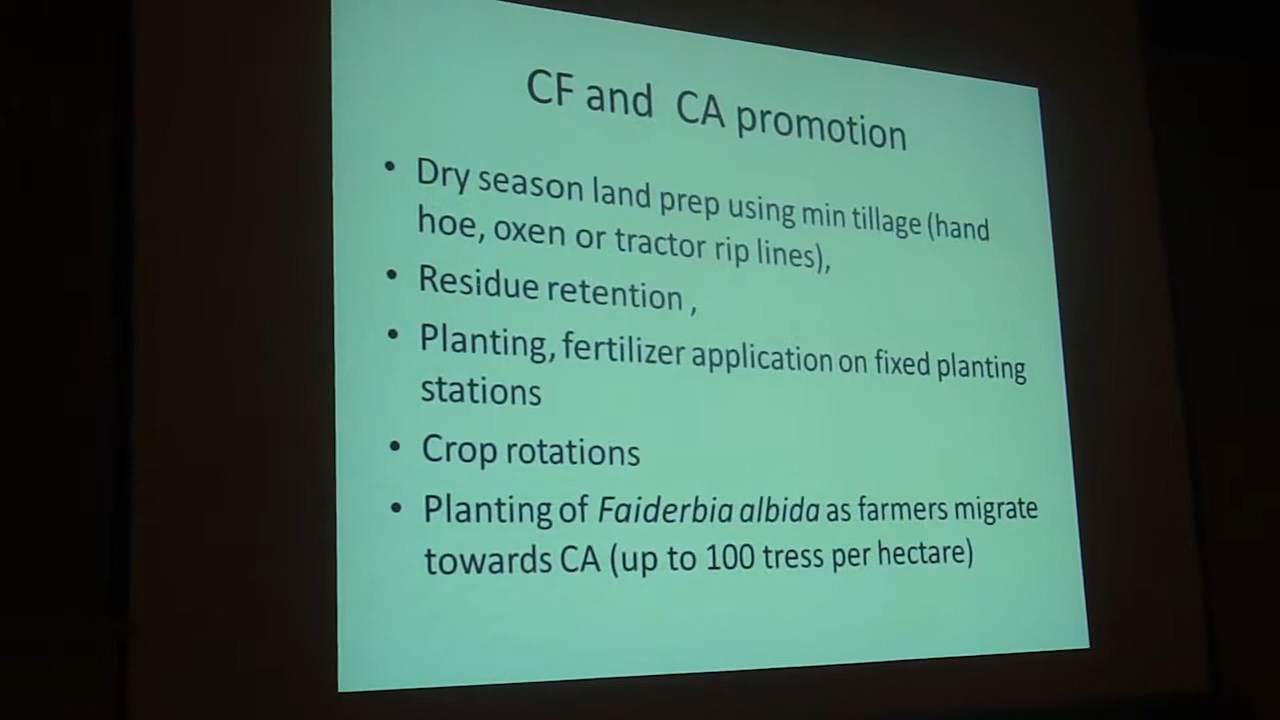 CF and CA promotion
• Dry season land prep using min tillage (hand
hoe, oxen or tractor rip lines),
• Residue retention ,
• Planting, fertilizer application on fixed planting
stations
• Crop rotations
• Planting of Faiderbia albida as farmers migrate
towards CA (up to 100 tress per hectare)